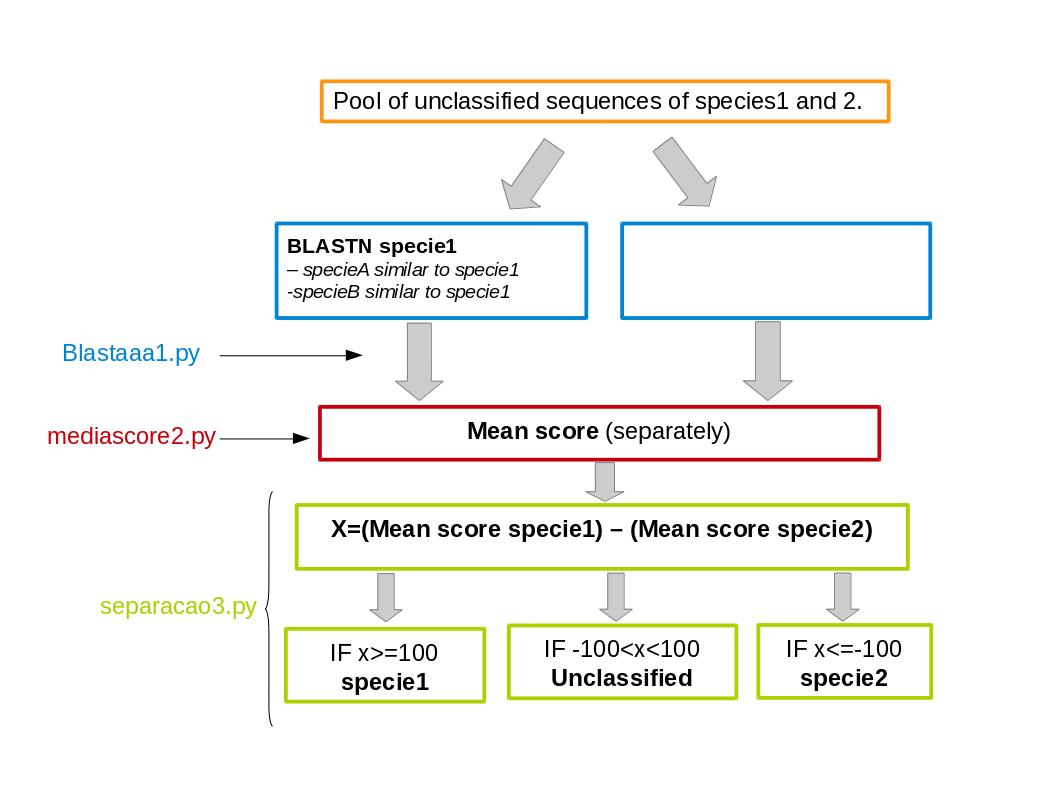 Pool of unclassified sequences of species1 and 2.
BLASTN specie1
– specieA similar to specie1
-specieB similar to specie1
Blastaaa1.py
mediascore2.py
Mean score (separately)
X=(Mean score specie1) – (Mean score specie2)
separacao3.py
IF x>=100
specie1
IF -100<x<100
Unclassified
IF x<=-100
specie2